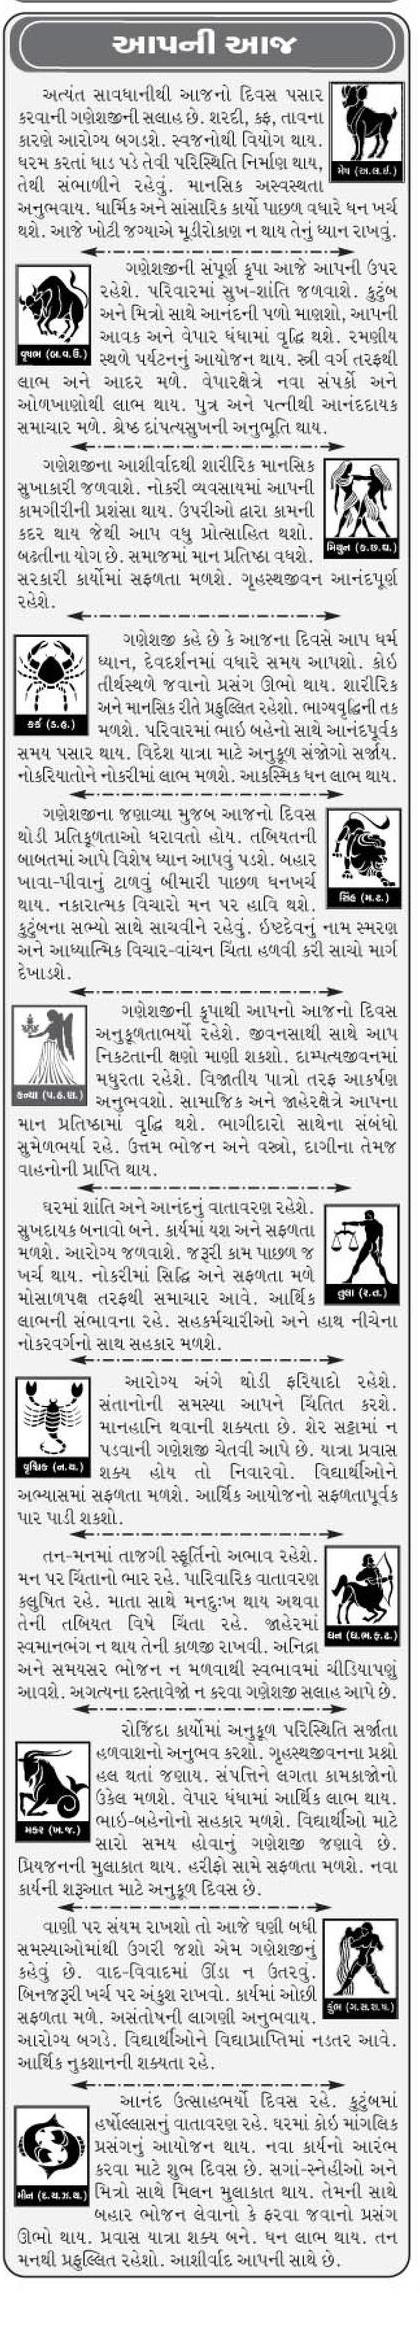 આપની આજ
અત્યંત સાવધાનીથી આજનો દિવસ પસાર
કરવાની ગણેશજીની સલાહ છે. શરદી, કફ, તાવના
કારણે આરોગ્ય બગડશે. સ્વજનોથી વિયોગ થાય.
ધરમ કરતાં ધાડ પડે તેવી પરિસ્થિતિ નિર્માણ થાય,
તેથી સંભાળીને રહેવું. માનસિક અસ્વસ્થતા
અનુભવાય. ધાર્મિક અને સાંસારિક કાર્યો પાછળ વધારે ધન ખર્ચ
થશે. આજે ખોટી જગ્યાએ મૂડીરોકાણ ન થાય તેનું ધ્યાન રાખવું.
મેષ (અ.લ.ઈ.)
ગણેશજીની સંપૂર્ણ કૃપા આજે આપની ઉપર
રહેશે. પરિવારમાં સુખ-શાંતિ જળવાશે. કુટુંબ
અને મિત્રો સાથે આનંદની પળો માણશો, આપની
આવક અને વેપાર ધંધામાં વૃદ્ધિ થશે. રમણીય
સ્થળે પર્યટનનું આયોજન થાય. સ્ત્રી વર્ગ તરફથી
લાભ અને આદર મળે. વેપારક્ષેત્રે નવા સંપર્કો અને
ઓળખાણોથી લાભ થાય. પુત્ર અને પત્નીથી આનંદદાયક
સમાચાર મળે. શ્રેષ્ઠ દાંપત્યસુખની અનુભૂતિ થાય.
વૃષભ (બ.વ.ઉ.)
ગણેશજીના આશીર્વાદથી શારીરિક માનસિક
સુખાકારી જળવાશે. નોકરી વ્યવસાયમાં આપની
કામગીરીની પ્રશંસા થાય. ઉપરીઓ દ્વારા કામની
કદર થાય જેથી આપ વધુ પ્રોત્સાહિત થશો.
બઢતીના યોગ છે. સમાજમાં માન પ્રતિષ્ઠા વધશે.
સરકારી કાર્યોમાં સફળતા મળશે. ગૃહસ્થજીવન આનંદપૂર્ણ
રહેશે.
મિથુન (ક.છ.ઘ.)
ગણેશજી કહે છે કે આજના દિવસે આપ ધર્મ
ધ્યાન, દેવદર્શનમાં વધારે સમય આપશો. કોઇ
તીર્થસ્થળે જવાનો પ્રસંગ ઊભો થાય. શારીરિક
અને માનસિક રીતે પ્રફુલ્લિત રહેશો. ભાગ્યવૃદ્ધિની તક
મળશે. પરિવારમાં ભાઇ બહેનો સાથે આનંદપૂર્વક
સમય પસાર થાય. વિદેશ યાત્રા માટે અનુકૂળ સંજોગો સર્જાય.
નોકરિયાતોને નોકરીમાં લાભ મળશે. આકસ્મિક ધન લાભ થાય.
કર્ક (ડ.હ.)
ગણેશજીના જણાવ્યા મુજબ આજનો દિવસ
થોડી પ્રતિકૂળતાઓ ધરાવતો હોય. તબિયતની
બાબતમાં આપે વિશેષ ધ્યાન આપવું પડશે. બહાર
ખાવા-પીવાનું ટાળવું બીમારી પાછળ ધનખર્ચ
થાય. નકારાત્મક વિચારો મન પર હાવિ થશે.
કુટુંબના સભ્યો સાથે સાચવીને રહેવું. ઇષ્ટદેવનું નામ સ્મરણ
અને આધ્યાત્મિક વિચાર-વાંચન ચિંતા હળવી કરી સાચો માર્ગ
દેખાડશે.
સિંહ (મ.ટ.)
ગણેશજીની કૃપાથી આપનો આજનો દિવસ
અનુકૂળતાભર્યો રહેશે. જીવનસાથી સાથે આપ
નિકટતાની ક્ષણો માણી શકશો. દામ્પત્યજીવનમાં
મધુરતા રહેશે. વિજાતીય પાત્રો તરફ આકર્ષણ
અનુભવશો. સામાજિક અને જાહેરક્ષેત્રે આપના
માન પ્રતિષ્ઠામાં વૃદ્ધિ થશે. ભાગીદારો સાથેના સંબંધો
સુમેળભર્યા રહે. ઉત્તમ ભોજન અને વસ્ત્રો, દાગીના તેમજ
વાહનોની પ્રાપ્તિ થાય.
કન્યા (પ.ઠ.ણ.)
ઘરમાં શાંતિ અને આનંદનું વાતાવરણ રહેશે.
સુખદાયક બનાવો બને. કાર્યમાં યશ અને સફળતા
મળશે. આરોગ્ય જળવાશે. જરૂરી કામ પાછળ જ
ખર્ચ થાય. નોકરીમાં સિદ્ધિ અને સફળતા મળે
મોસાળપક્ષ તરફથી સમાચાર આવે. આર્થિક
લાભની સંભાવના રહે. સહકર્મચારીઓ અને હાથ નીચેના
નોકરવર્ગનો સાથ સહકાર મળશે.
તુલા (ર.ત.)
આરોગ્ય અંગે થોડી ફરિયાદો રહેશે.
સંતાનોની સમસ્યા આપને ચિંતિત કરશે.
માનહાનિ થવાની શક્યતા છે. શેર સટ્ટામાં ન
પડવાની ગણેશજી ચેતવી આપે છે. યાત્રા પ્રવાસ
શક્ય હોય તો નિવારવો. વિદ્યાર્થીઓને
અભ્યાસમાં સફળતા મળશે. આર્થિક આયોજનો સફળતાપૂર્વક
પાર પાડી શકશો.
વૃશ્ચિક (ન.ય.)
તન-મનમાં તાજગી સ્ફૂર્તિનો અભાવ રહેશે.
મન પર ચિંતાનો ભાર રહે. પારિવારિક વાતાવરણ
કલુષિત રહે. માતા સાથે મનદુઃખ થાય અથવા
તેની તબિયત વિષે ચિંતા રહે. જાહેરમાં
સ્વમાનભંગ ન થાય તેની કાળજી રાખવી. અનિદ્રા
અને સમયસર ભોજન ન મળવાથી સ્વભાવમાં ચીડિયાપણું
આવશે. અગત્યના દસ્તાવેજો ન કરવા ગણેશજી સલાહ આપે છે.
ધન (ધ.ભ.ફ.ઢ.)
રોજિંદા કાર્યોમાં અનુકૂળ પરિસ્થિતિ સર્જાતા
હળવાશનો અનુભવ કરશો. ગૃહસ્થજીવનના પ્રશ્નો
હલ થતાં જણાય. સંપત્તિને લગતા કામકાજોનો
ઉકેલ મળશે. વેપાર ધંધામાં આર્થિક લાભ થાય.
ભાઇ-બહેનોનો સહકાર મળશે. વિદ્યાર્થીઓ માટે
સારો સમય હોવાનું ગણેશજી જણાવે છે.
પ્રિયજનની મુલાકાત થાય. હરીફો સામે સફળતા મળશે. નવા
કાર્યની શરૂઆત માટે અનુકૂળ દિવસ છે.
મકર (ખ.જ.)
વાણી પર સંયમ રાખશો તો આજે ઘણી બધી
સમસ્યાઓમાંથી ઉગરી જશો એમ ગણેશજીનું
કહેવું છે. વાદ-વિવાદમાં ઊંડા ન ઉતરવું.
બિનજરૂરી ખર્ચ પર અંકુશ રાખવો. કાર્યમાં ઓછી
સફળતા મળે. અસંતોષની લાગણી અનુભવાય.
આરોગ્ય બગડે. વિદ્યાર્થીઓને વિદ્યાપ્રાપ્તિમાં નડતર આવે.
આર્થિક નુકશાનની શક્યતા રહે.
કુંભ (ગ.સ.શ.ષ.)
આનંદ ઉત્સાહભર્યો દિવસ રહે. કુટુંબમાં
હર્ષોલ્લાસનું વાતાવરણ રહે. ઘરમાં કોઇ માંગલિક
પ્રસંગનું આયોજન થાય. નવા કાર્યનો આરંભ
કરવા માટે શુભ દિવસ છે. સગાં-સ્નેહીઓ અને
મિત્રો સાથે મિલન મુલાકાત થાય. તેમની સાથે
બહાર ભોજન લેવાનો કે ફરવા જવાનો પ્રસંગ
ઊભો થાય. પ્રવાસ યાત્રા શક્ય બને. ધન લાભ થાય. તન
મનથી પ્રફુલ્લિત રહેશો. આશીર્વાદ આપની સાથે છે.
મીન (દ.ચ.ઝ.થ.)